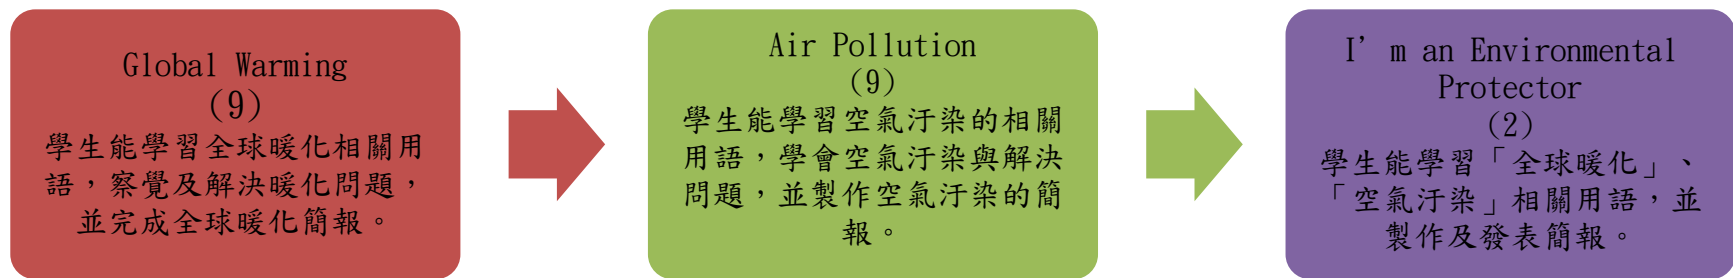 Global Warming
(9)
學生能學習全球暖化相關用
語，察覺及解決暖化問題，
並完成全球暖化簡報。
Air Pollution
(9)
學生能學習空氣汙染的相關
用語，學會空氣汙染與解決
問題，並製作空氣汙染的簡
報。
I’m an Environmental
Protector
(2)
學生能學習「全球暖化」、
「空氣汙染」相關用語，並
製作及發表簡報。